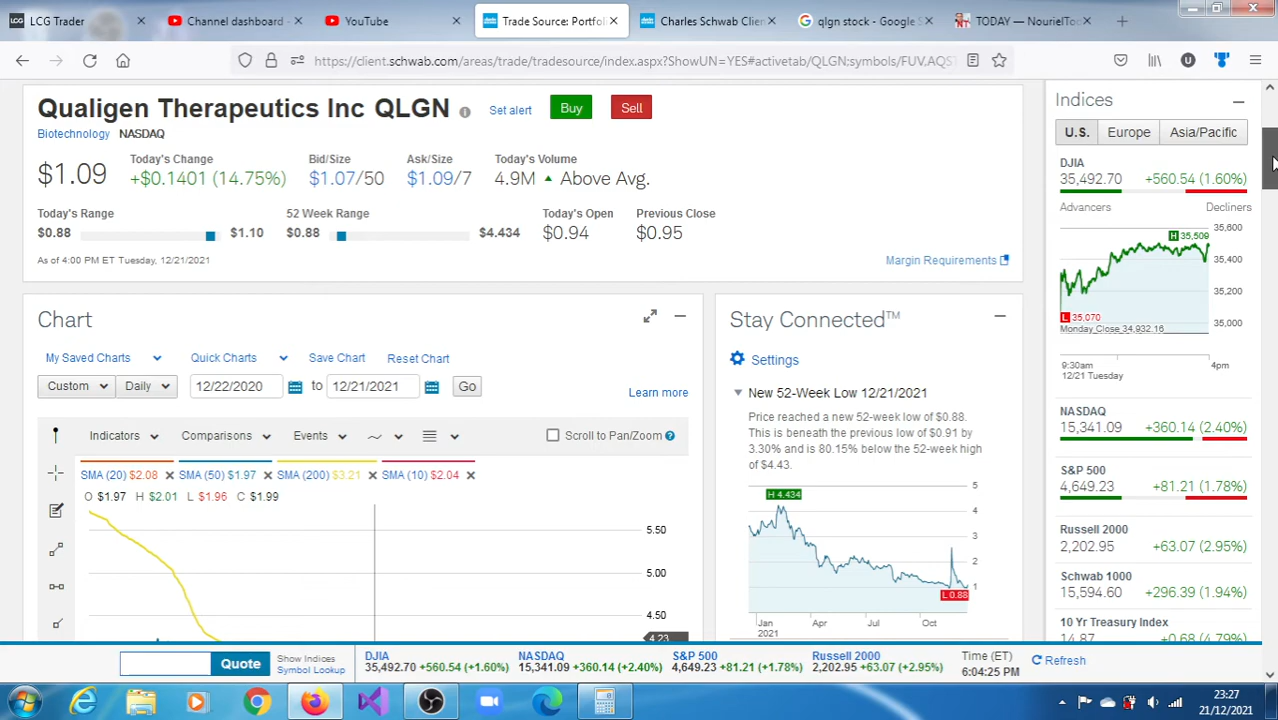 LCG Trader
Channel dashboard -
YouTube
Trade Source: Portfol
Charles Schwab Clien
qlgn stock - Google S
TODAY — NourielToo
https://client.schwab.com/areas/trade/tradesource/index.aspx?ShowUN=YES#activetab/QLGN;symbols/FUV,AQST
Qualigen Therapeutics Inc QLGN
Set alert
Buy
Sell
Biotechnology NASDAQ
$1.09
Today's Change
+$0.1401 (14.75%)
Bid/Size
$1.07/50
Ask/Size
$1.09/7
Today's Volume
4.9M Above Avg.
Today's Range
$0.88 $1.10
52 Week Range
$0.88 $4.434
Today's Open
$0.94
Previous Close
$0.95
As of 4:00 PM ET Tuesday, 12/21/2021
Margin Requirements
Chart
My Saved Charts
Quick Charts
Save Chart
Reset Chart
Custom
Daily
12/22/2020
to
12/21/2021
Go
Learn more
Indicators
Comparisons
Events
Scroll to Pan/Zoom
SMA (20) $2.08
SMA (50) $1.97
SMA (200) $3.21
SMA (10) $2.04
O $1.97 H $2.01 L $1.96 C $1.99
5.50
5.00
4.50
4.23
Stay Connected™
Settings
New 52-Week Low 12/21/2021
Price reached a new 52-week low of $0.88.
This is beneath the previous low of $0.91 by
3.30% and is 80.15% below the 52-week high
of $4.43.
H 4.434
5
4
3
2
1
L 0.88
Jan Apr Jul Oct
2021
Indices
U.S.
Europe
Asia/Pacific
DJIA
35,492.70 +560.54 (1.60%)
Advancers Decliners
H 35,509
35,600
35,400
35,200
35,000
L 35,070
Monday Close 34,932.16
9:30am 4pm
12/21 Tuesday
NASDAQ
15,341.09 +360.14 (2.40%)
S&P 500
4,649.23 +81.21 (1.78%)
Russell 2000
2,202.95 +63.07 (2.95%)
Schwab 1000
15,594.60 +296.39 (1.94%)
10 Yr Treasury Index
14.87 +0.68 (4.79%)
Quote
Show Indices
Symbol Lookup
DJIA
35,492.70 +560.54 (+1.60%)
NASDAQ
15,341.09 +360.14 (+2.40%)
S&P 500
4,649.23 +81.21 (+1.78%)
Russell 2000
2,202.95 +63.07 (+2.95%)
Time (ET)
6:04:25 PM
Refresh
23:27
21/12/2021